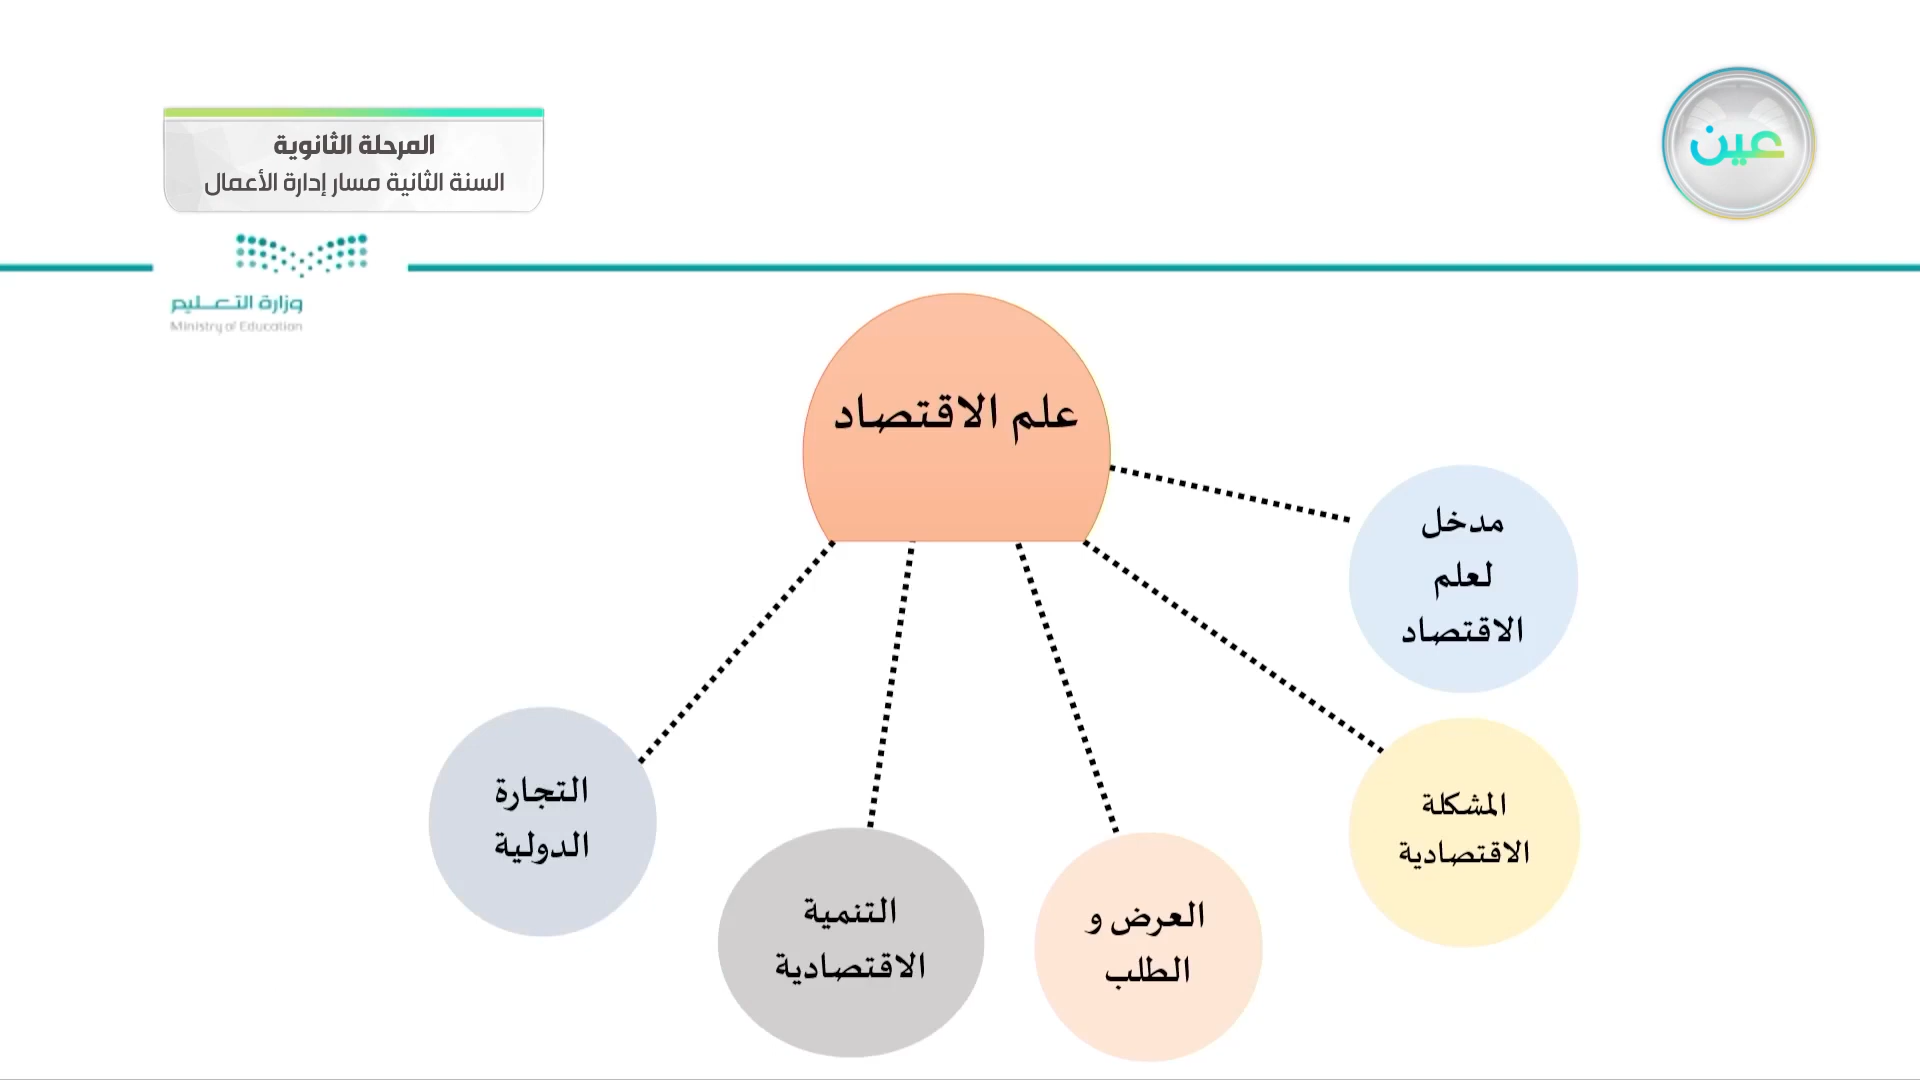 عين
المرحلة الثانوية
السنة الثانية مسار إدارة الأعمال
وزارة التعليم
Ministry of Education
علم الاقتصاد
مدخل
لعلم
الاقتصاد
المشكلة
الاقتصادية
العرض و
الطلب
التنمية
الاقتصادية
التجارة
الدولية